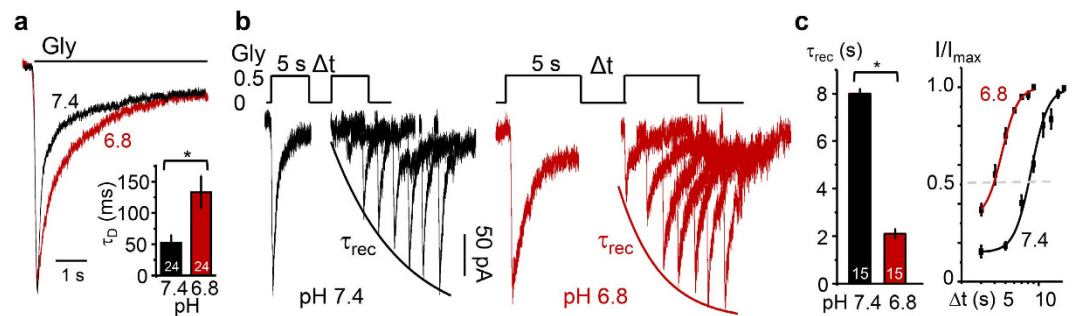 a
Gly
7.4
6.8
1 s
τD (ms)
150
100
50
0
*
24 24
7.4 6.8
pH
b
Gly
0.5
0
5 s Δt
τrec
pH 7.4
50 pA
5 s Δt
τrec
pH 6.8
c
τrec (s)
8
6
4
2
0
*
15 15
pH 7.4 6.8
I/Imax
1.0
0.5
0
6.8
7.4
Δt (s) 5 10